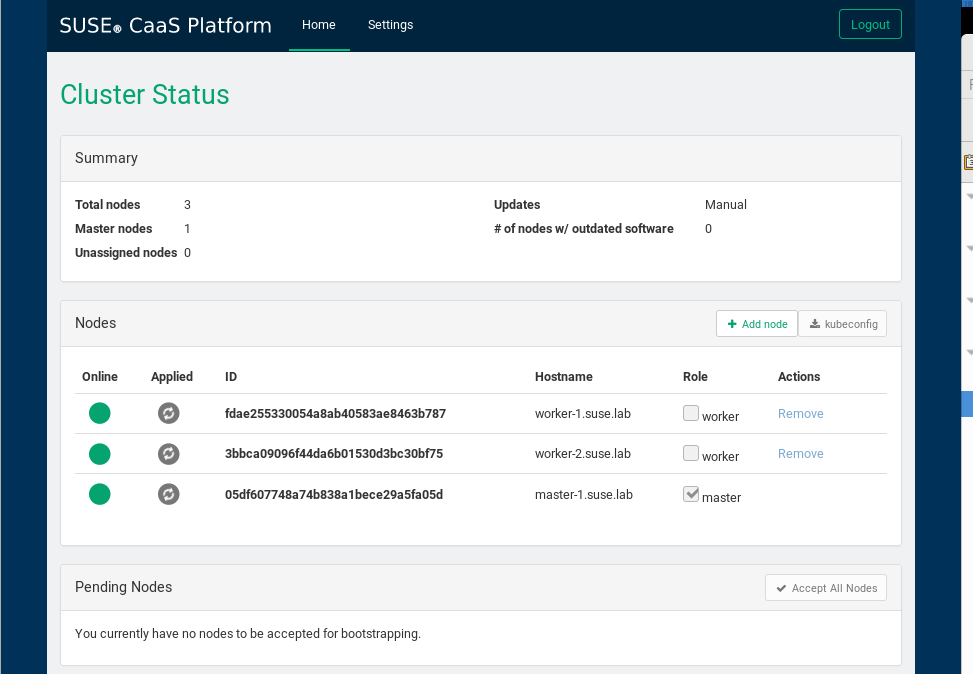 SUSE® CaaS Platform Home Settings Logout
Cluster Status
Summary
Total nodes 3 Updates Manual
Master nodes 1 # of nodes w/ outdated software 0
Unassigned nodes 0
Nodes Add node kubeconfig
Online Applied ID Hostname Role Actions
fdae255330054a8ab40583ae8463b787 worker-1.suse.lab worker Remove
3bbca09096f44da6b01530d3bc30bf75 worker-2.suse.lab worker Remove
05df607748a74b838a1bece29a5fa05d master-1.suse.lab master
Pending Nodes Accept All Nodes
You currently have no nodes to be accepted for bootstrapping.